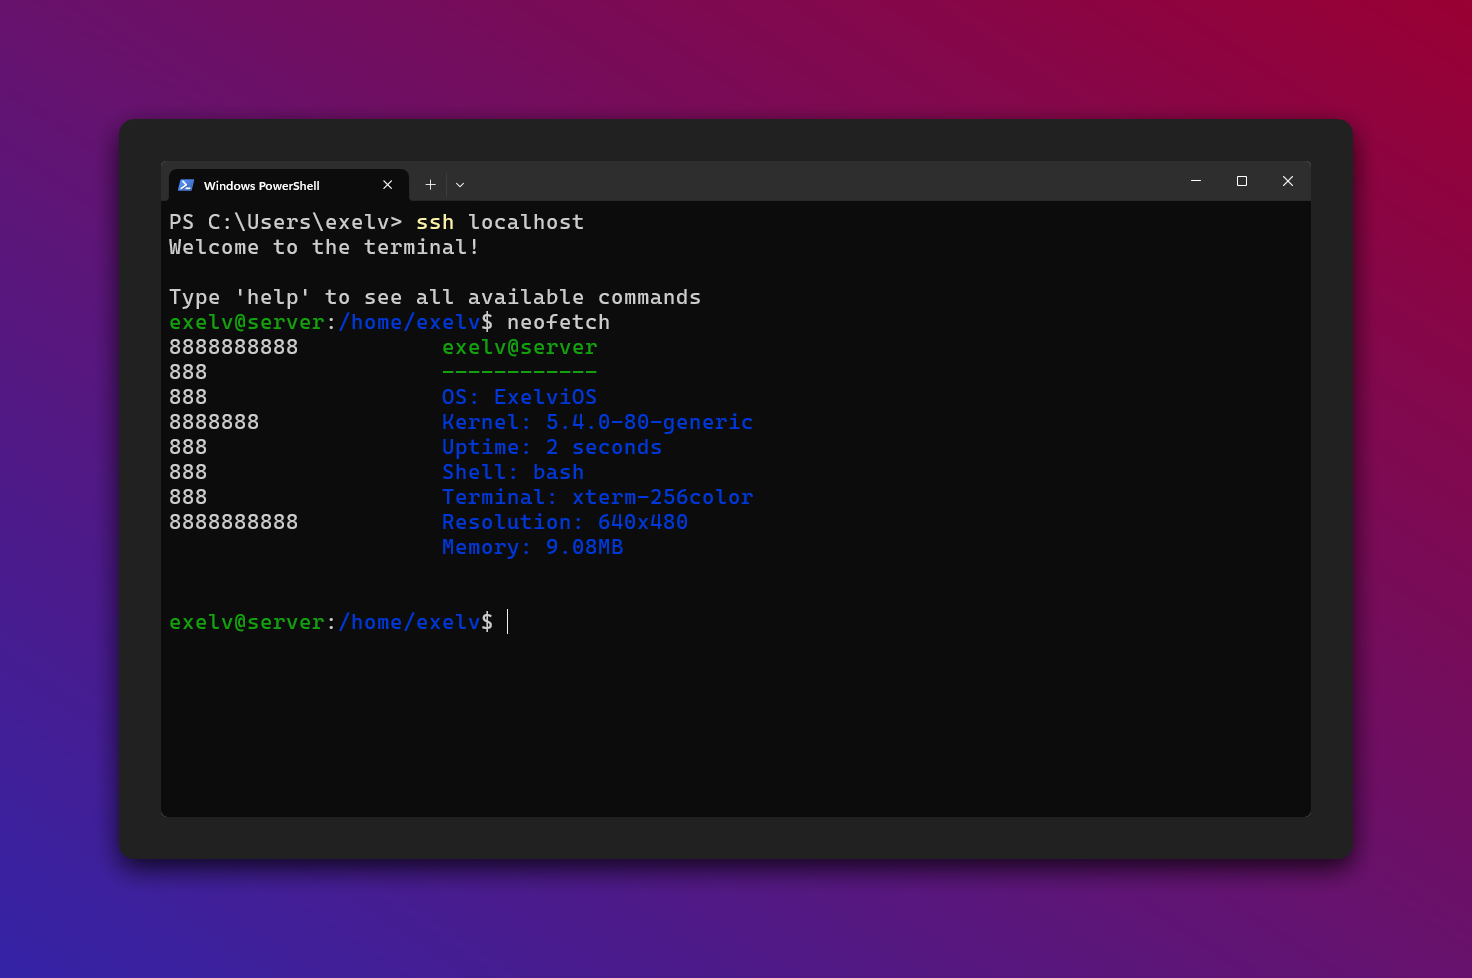 Windows PowerShell
PS C:\Users\exelv> ssh localhost
Welcome to the terminal!
Type 'help' to see all available commands
exelv@server:/home/exelv$ neofetch
8888888888 exelv@server
888 ------------
888 OS: ExelviOS
8888888 Kernel: 5.4.0-80-generic
888 Uptime: 2 seconds
888 Shell: bash
888 Terminal: xterm-256color
8888888888 Resolution: 640x480
Memory: 9.08MB
exelv@server:/home/exelv$